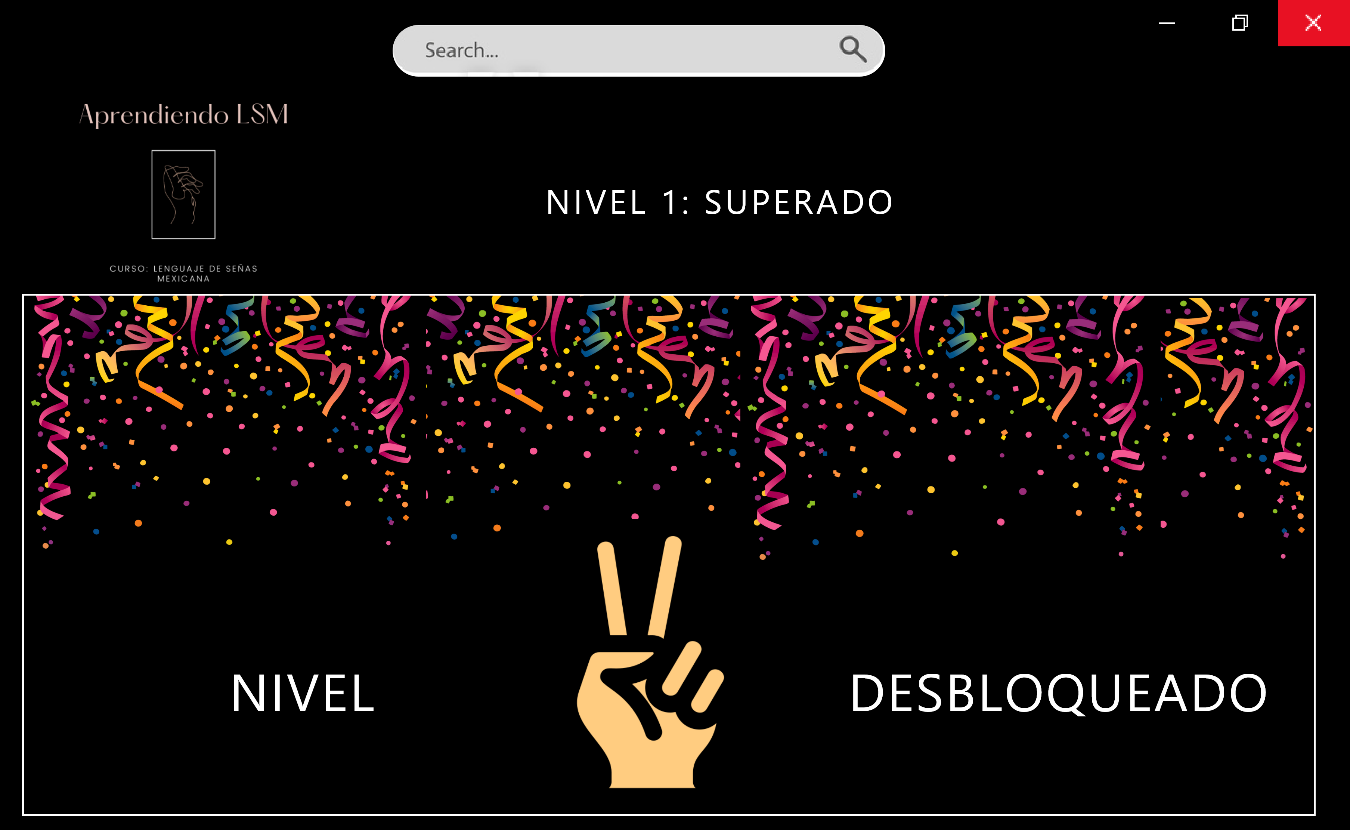 Search...
Aprendiendo LSM
NIVEL 1: SUPERADO
CURSO: LENGUAJE DE SEÑAS
MEXICANA
NIVEL DESBLOQUEADO